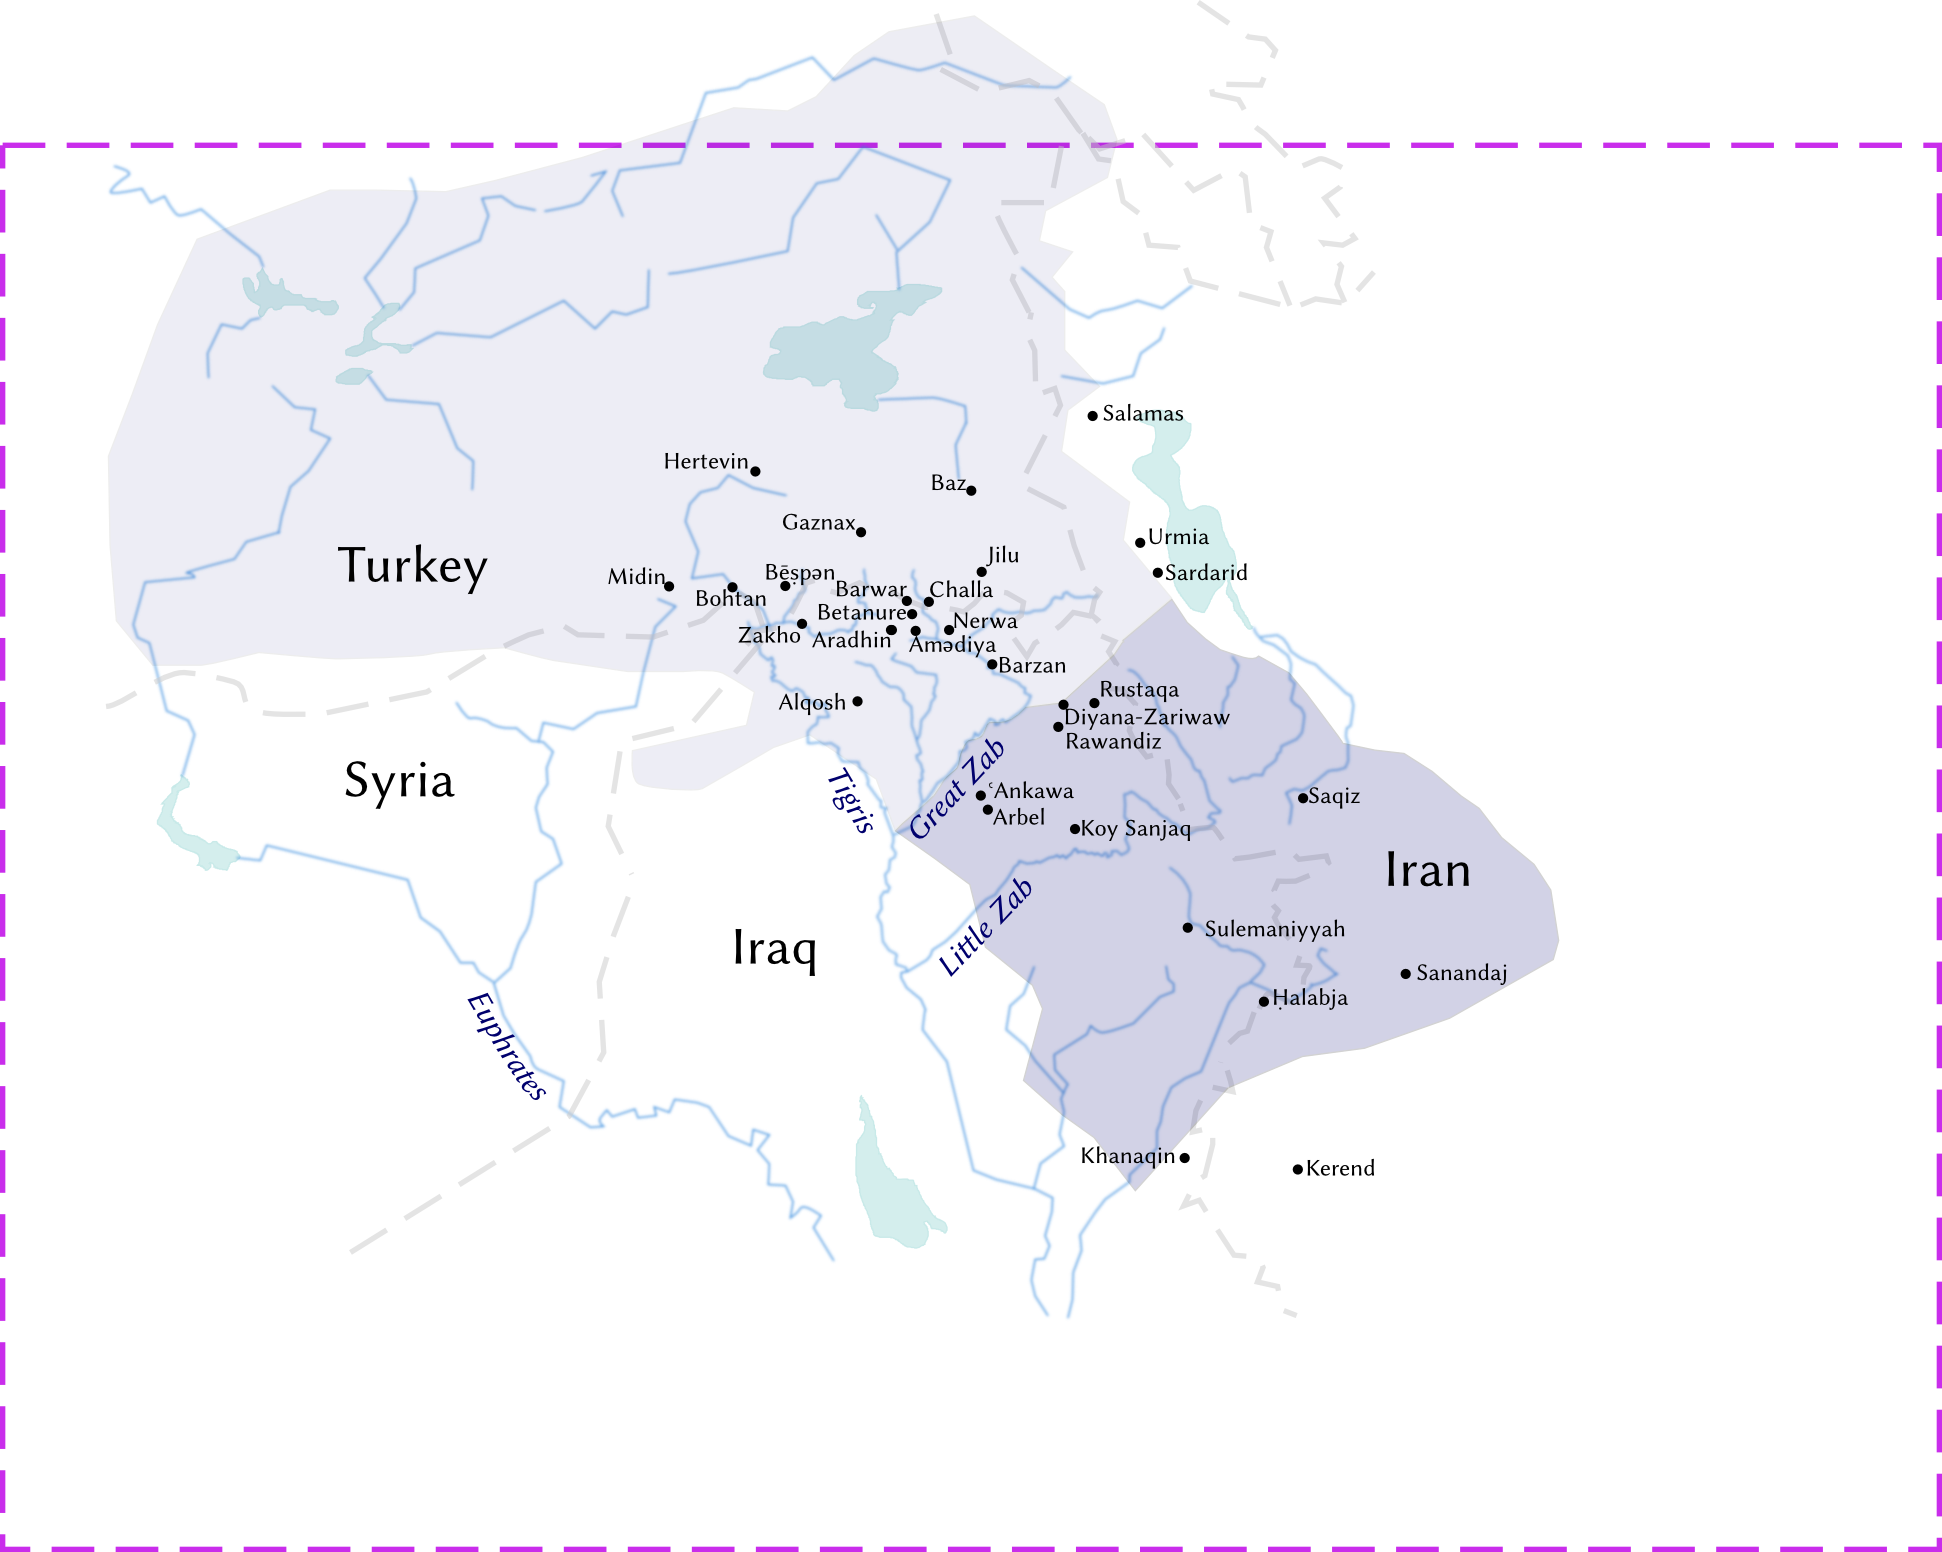 Salamas
Hertevin
Baz
Gaznax
Urmia
Jilu
Turkey
Sardarid
Midin
Bēṣpən
Bohtan
Barwar
Challa
Betanure
Nerwa
Zakho
Aradhin
Amədiya
Barzan
Rustaqa
Alqosh
Diyana-Zariwaw
Rawandiz
Syria
Tigris
Great Zab
ʿAnkawa
Saqiz
Arbel
Koy Sanjaq
Iran
Little Zab
Sulemaniyyah
Iraq
Sanandaj
Ḥalabja
Euphrates
Khanaqin
Kerend